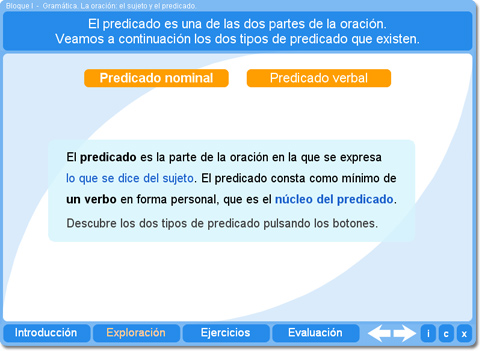 Bloque I - Gramática. La oración: el sujeto y el predicado
El predicado es una de las dos partes de la oración.
Veamos a continuación los dos tipos de predicado que existen.
Predicado nominal
Predicado verbal
El predicado es la parte de la oración en la que se expresa
lo que se dice del sujeto. El predicado consta como mínimo de
un verbo en forma personal, que es el núcleo del predicado.
Descubre los dos tipos de predicado pulsando los botones.
Introducción
Exploración
Ejercicios
Evaluación
i
c
x